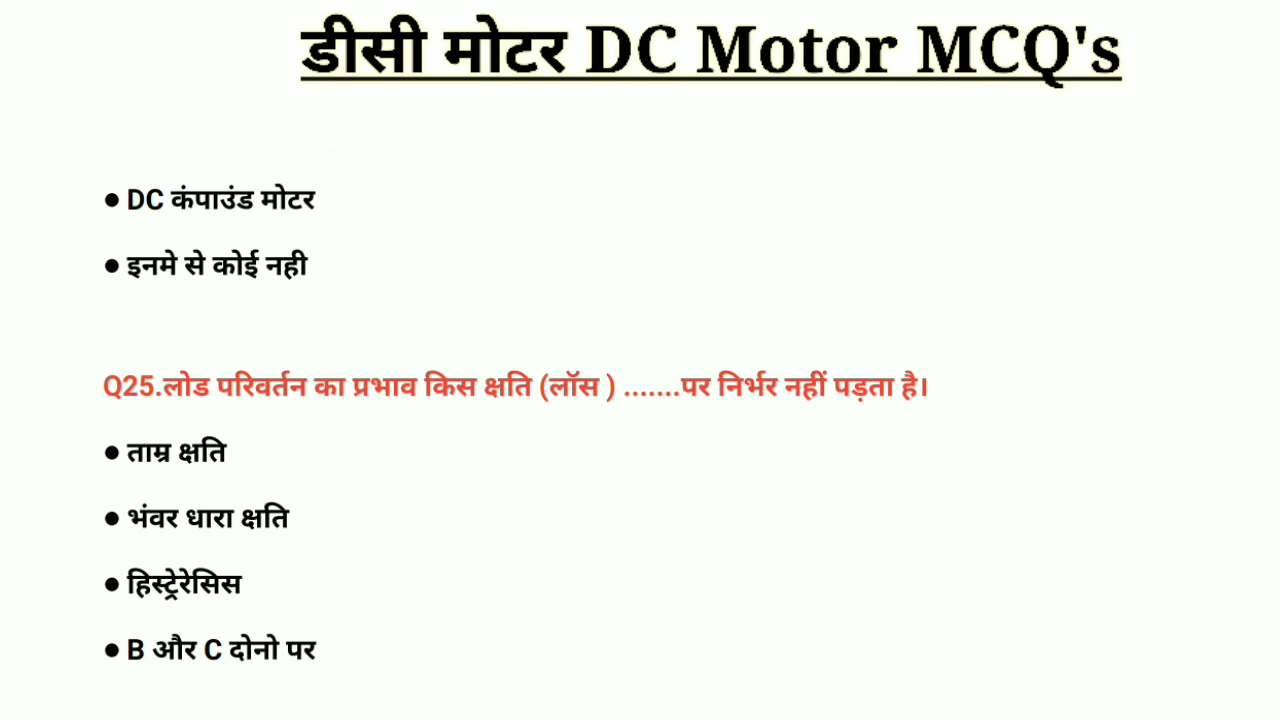 डीसी मोटर DC Motor MCQ's
● DC कंपाउंड मोटर
● इनमे से कोई नही
Q25.लोड परिवर्तन का प्रभाव किस क्षति (लॉस ) .......पर निर्भर नहीं पड़ता है।
● ताम्र क्षति
● भंवर धारा क्षति
● हिस्ट्रेरेसिस
● B और C दोनो पर